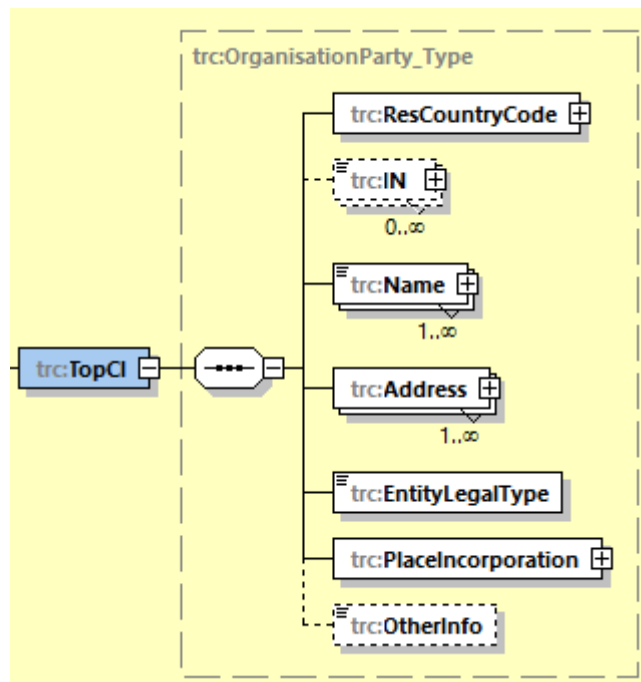 trc:OrganisationParty_Type
trc:ResCountryCode
trc:IN
0..∞
trc:Name
1..∞
trc:TopCI
trc:Address
1..∞
trc:EntityLegalType
trc:PlaceIncorporation
trc:OtherInfo